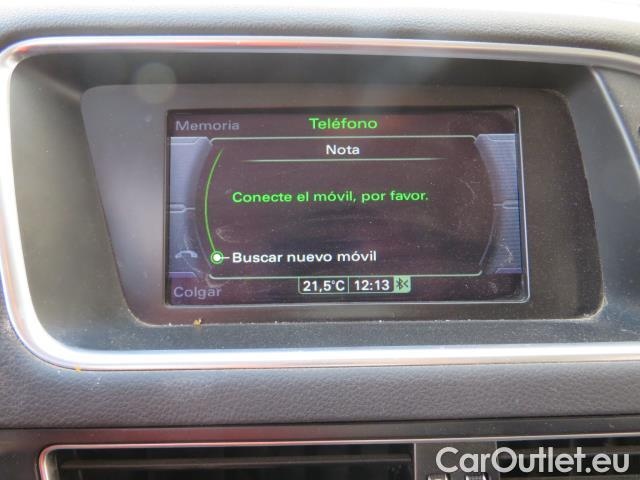 Memoria
Teléfono
Nota
Conecte el móvil, por favor.
Buscar nuevo móvil
Colgar
21,5°C 12:13
CarOutlet.eu